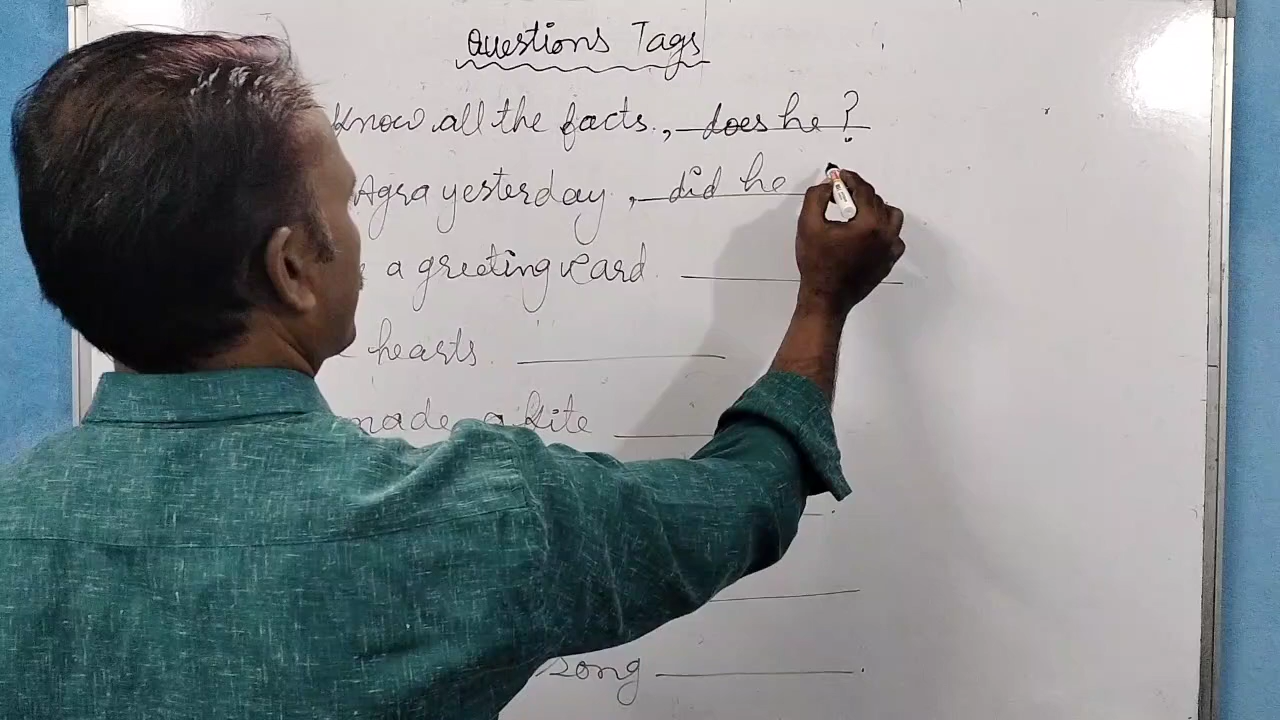 Questions Tags
Know all the facts, does he ?
Agra yesterday, did he
a greeting card
hearts
made a kite
song